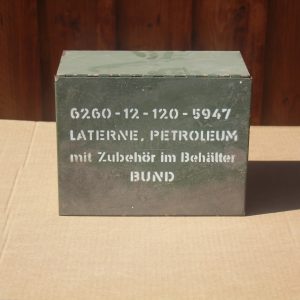 6260-12-120-5947
LATERNE, PETROLEUM
mit Zubehör im Behälter
BUND